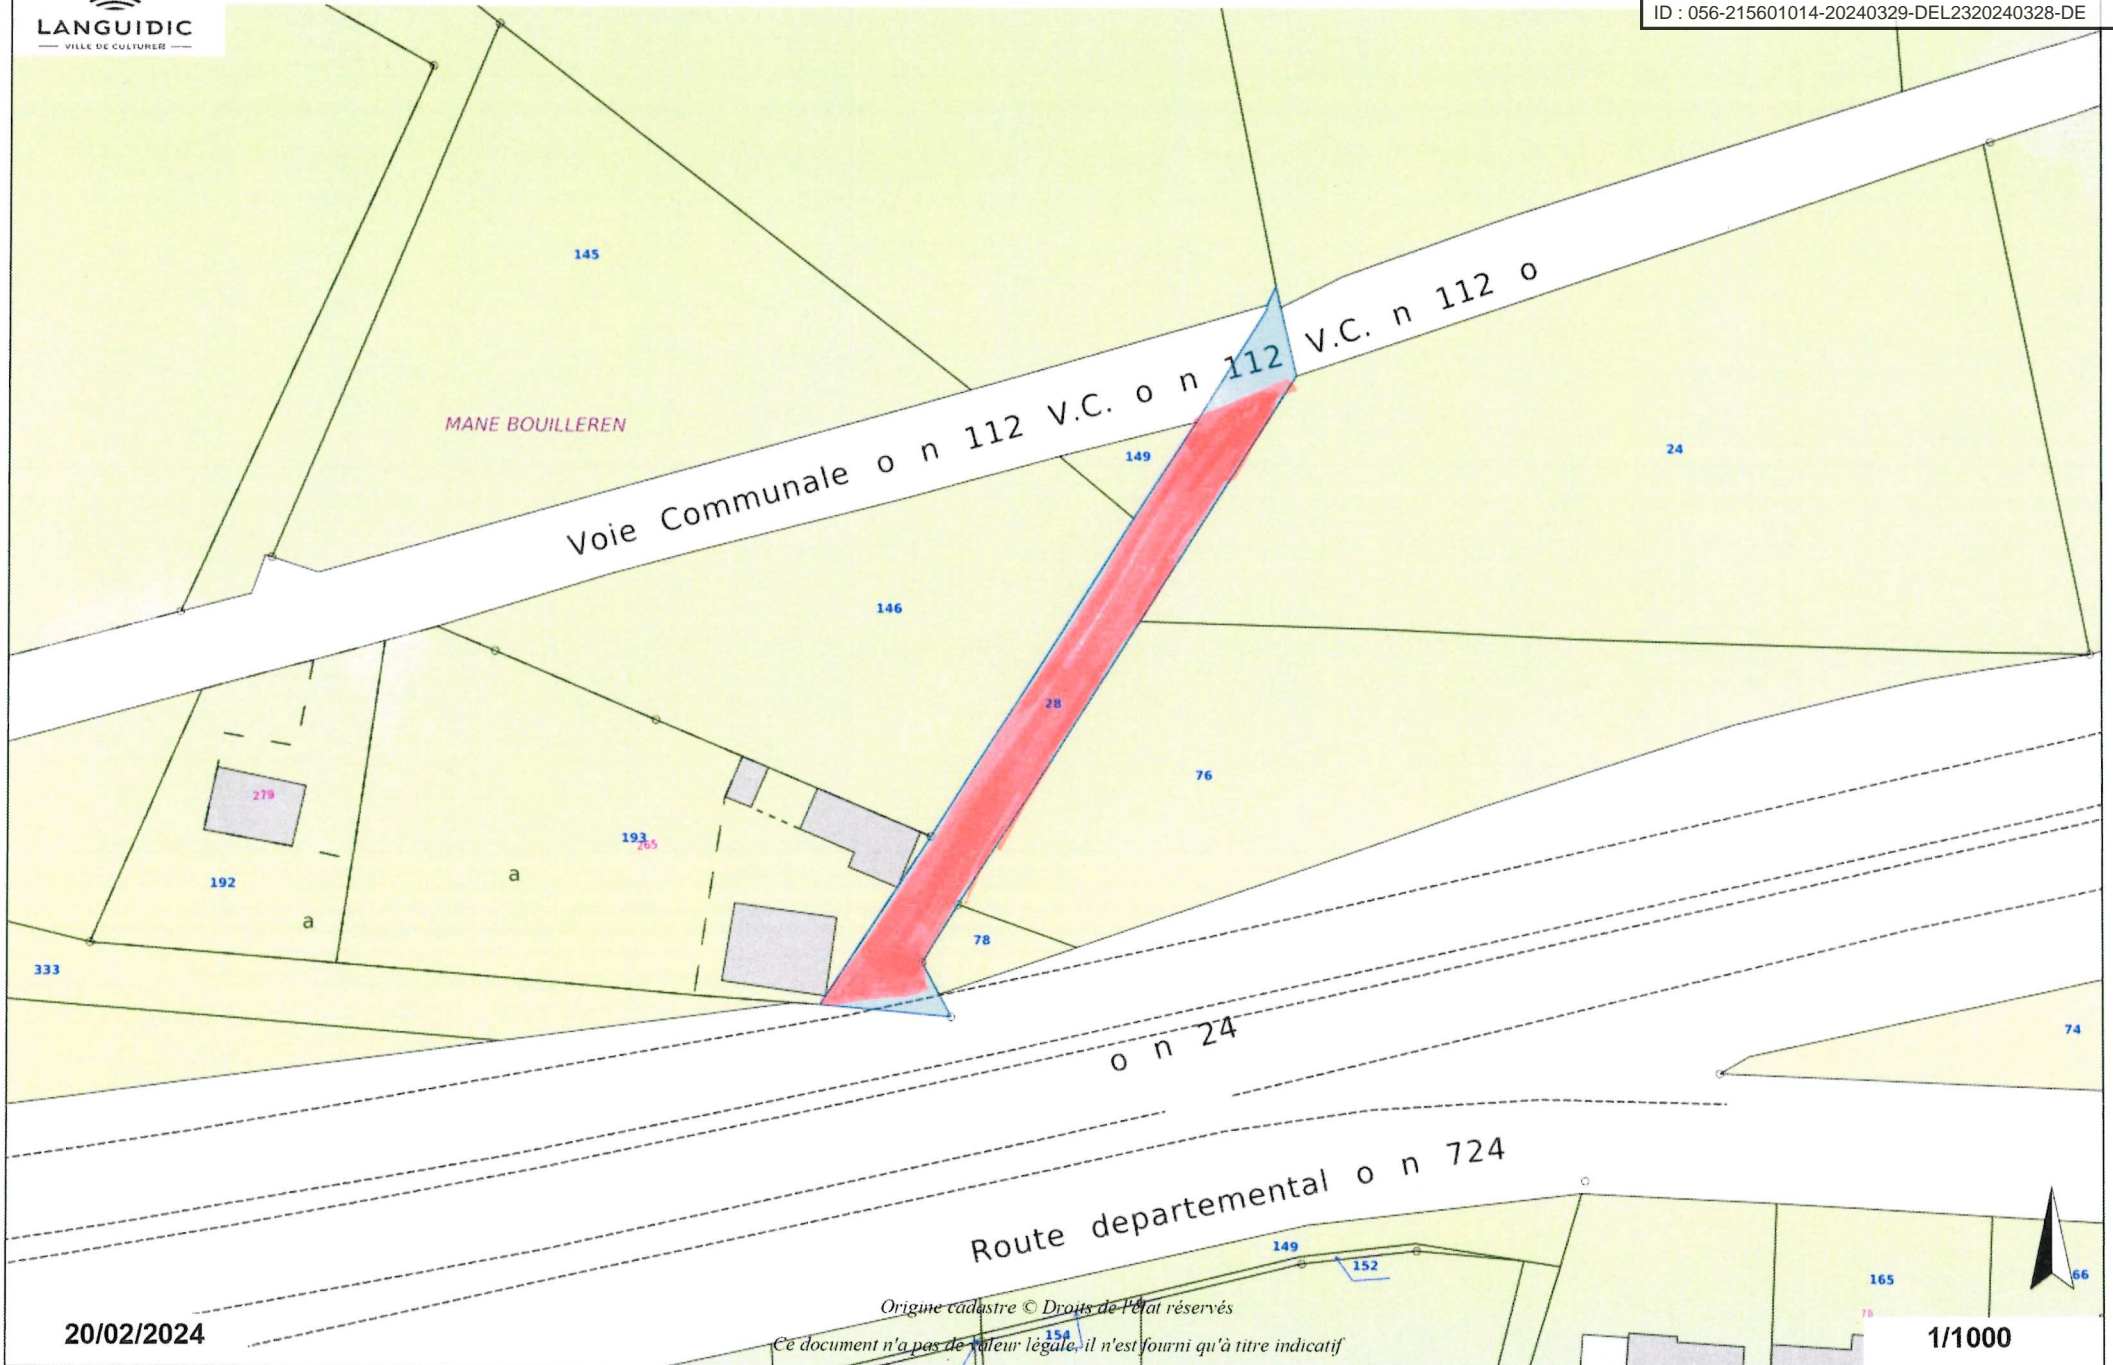 LANGUIDIC
VILLE DE CULTURES
ID : 056-215601014-20240329-DEL2320240328-DE
145
MANE BOUILLEREN
Voie Communale o n 112 V.C. o n 112 V.C. n 112 o
149
24
146
28
76
279
193
265
192
a
a
78
333
o n 24
74
Route departemental o n 724
149
152
165
66
78
154
Origine cadastre © Droits de l'état réservés
Ce document n'a pas de valeur légale, il n'est fourni qu'à titre indicatif
20/02/2024
1/1000